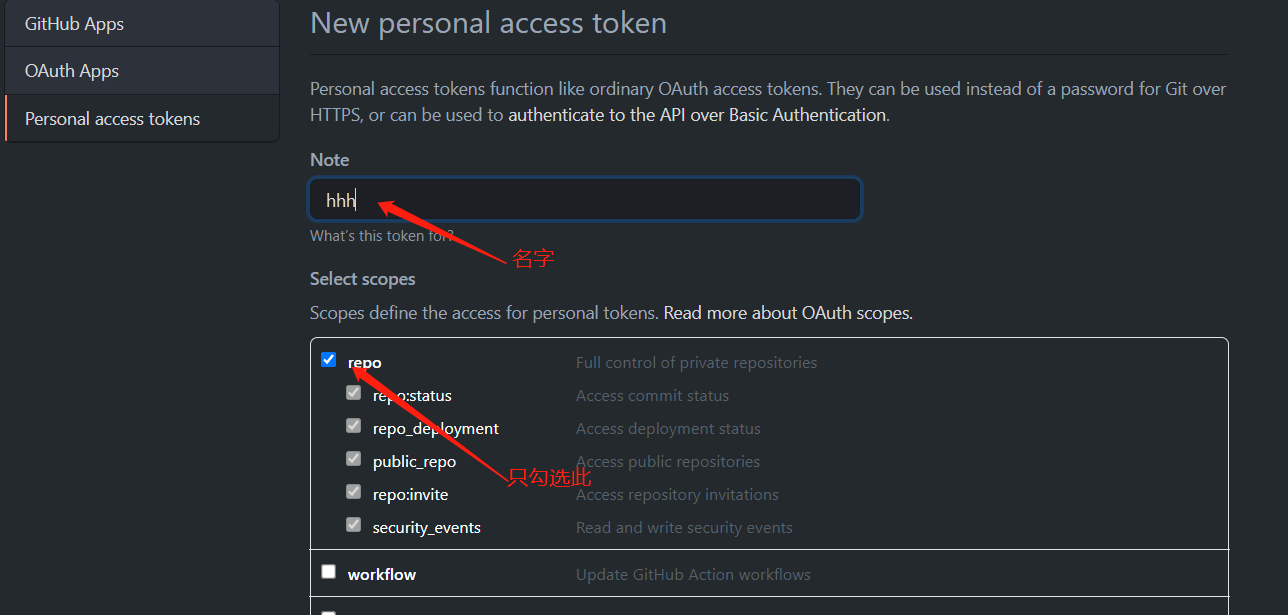 GitHub Apps
OAuth Apps
Personal access tokens
New personal access token
Personal access tokens function like ordinary OAuth access tokens. They can be used instead of a password for Git over
HTTPS, or can be used to authenticate to the API over Basic Authentication.
Note
hhh
What's this token for?
名字
Select scopes
Scopes define the access for personal tokens. Read more about OAuth scopes.
repo Full control of private repositories
repo:status Access commit status
repo_deployment Access deployment status
public_repo Access public repositories
只勾选此
repo:invite Access repository invitations
security_events Read and write security events
workflow Update GitHub Action workflows